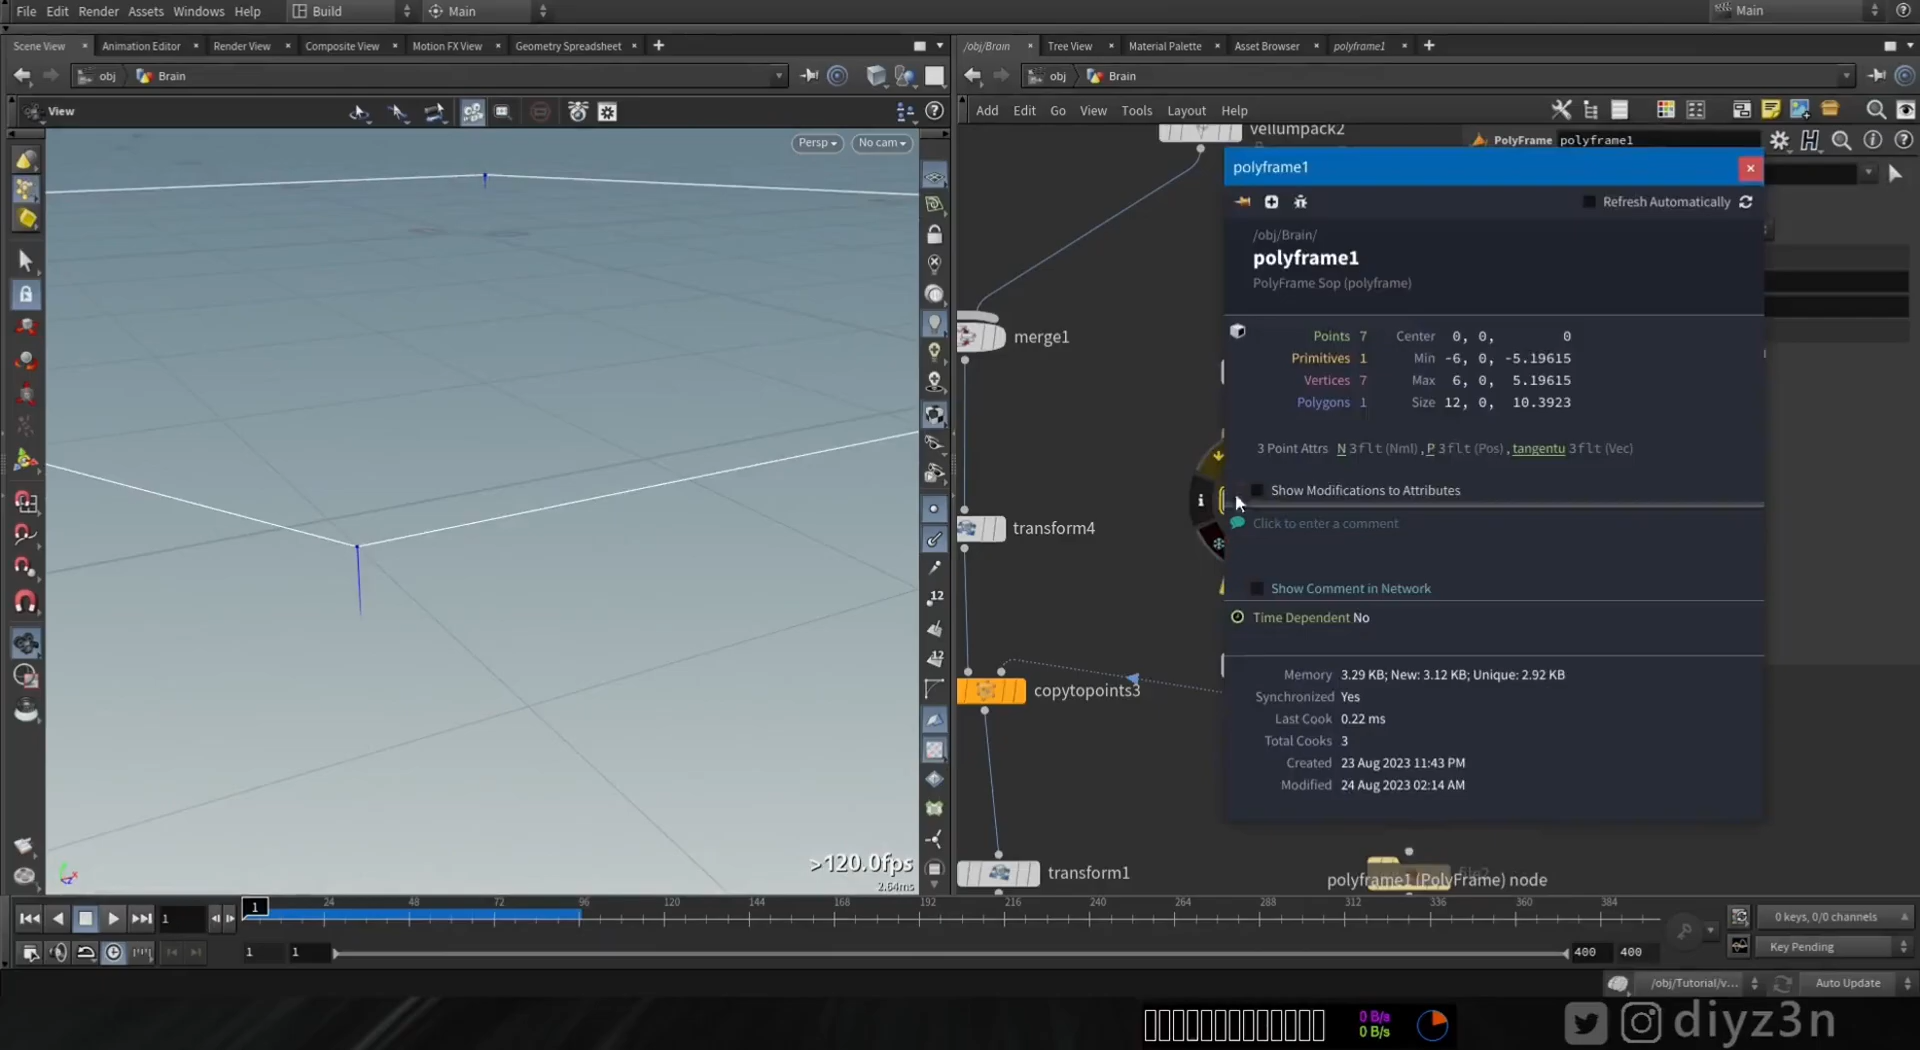 File Edit Render Assets Windows Help Build Main Main
Scene View Animation Editor Render View Composite View Motion FX View Geometry Spreadsheet /obj/Brain Tree View Material Palette Asset Browser polyframe1
obj Brain obj Brain
View Add Edit Go View Tools Layout Help
Persp No cam
vellumpack2
PolyFrame polyframe1
polyframe1
Refresh Automatically
/obj/Brain/
polyframe1
PolyFrame Sop (polyframe)
Points 7 Center 0, 0, 0
Primitives 1 Min -6, 0, -5.19615
Vertices 7 Max 6, 0, 5.19615
Polygons 1 Size 12, 0, 10.3923
3 Point Attrs N 3flt (Nml) , P 3flt (Pos) , tangentu 3flt (Vec)
Show Modifications to Attributes
Click to enter a comment
Show Comment in Network
Time Dependent No
Memory 3.29 KB; New: 3.12 KB; Unique: 2.92 KB
Synchronized Yes
Last Cook 0.22 ms
Total Cooks 3
Created 23 Aug 2023 11:43 PM
Modified 24 Aug 2023 02:14 AM
merge1
transform4
copytopoints3
transform1
polyframe1 (PolyFrame) node
12
12
>120.0fps
2.64ms
1 1 24 48 72 96 120 144 168 192 216 240 264 288 312 336 360 384
0 keys, 0/0 channels
1 1 400 400
Key Pending
/obj/Tutorial/v... Auto Update
0 B/s
0 B/s
diyz3n